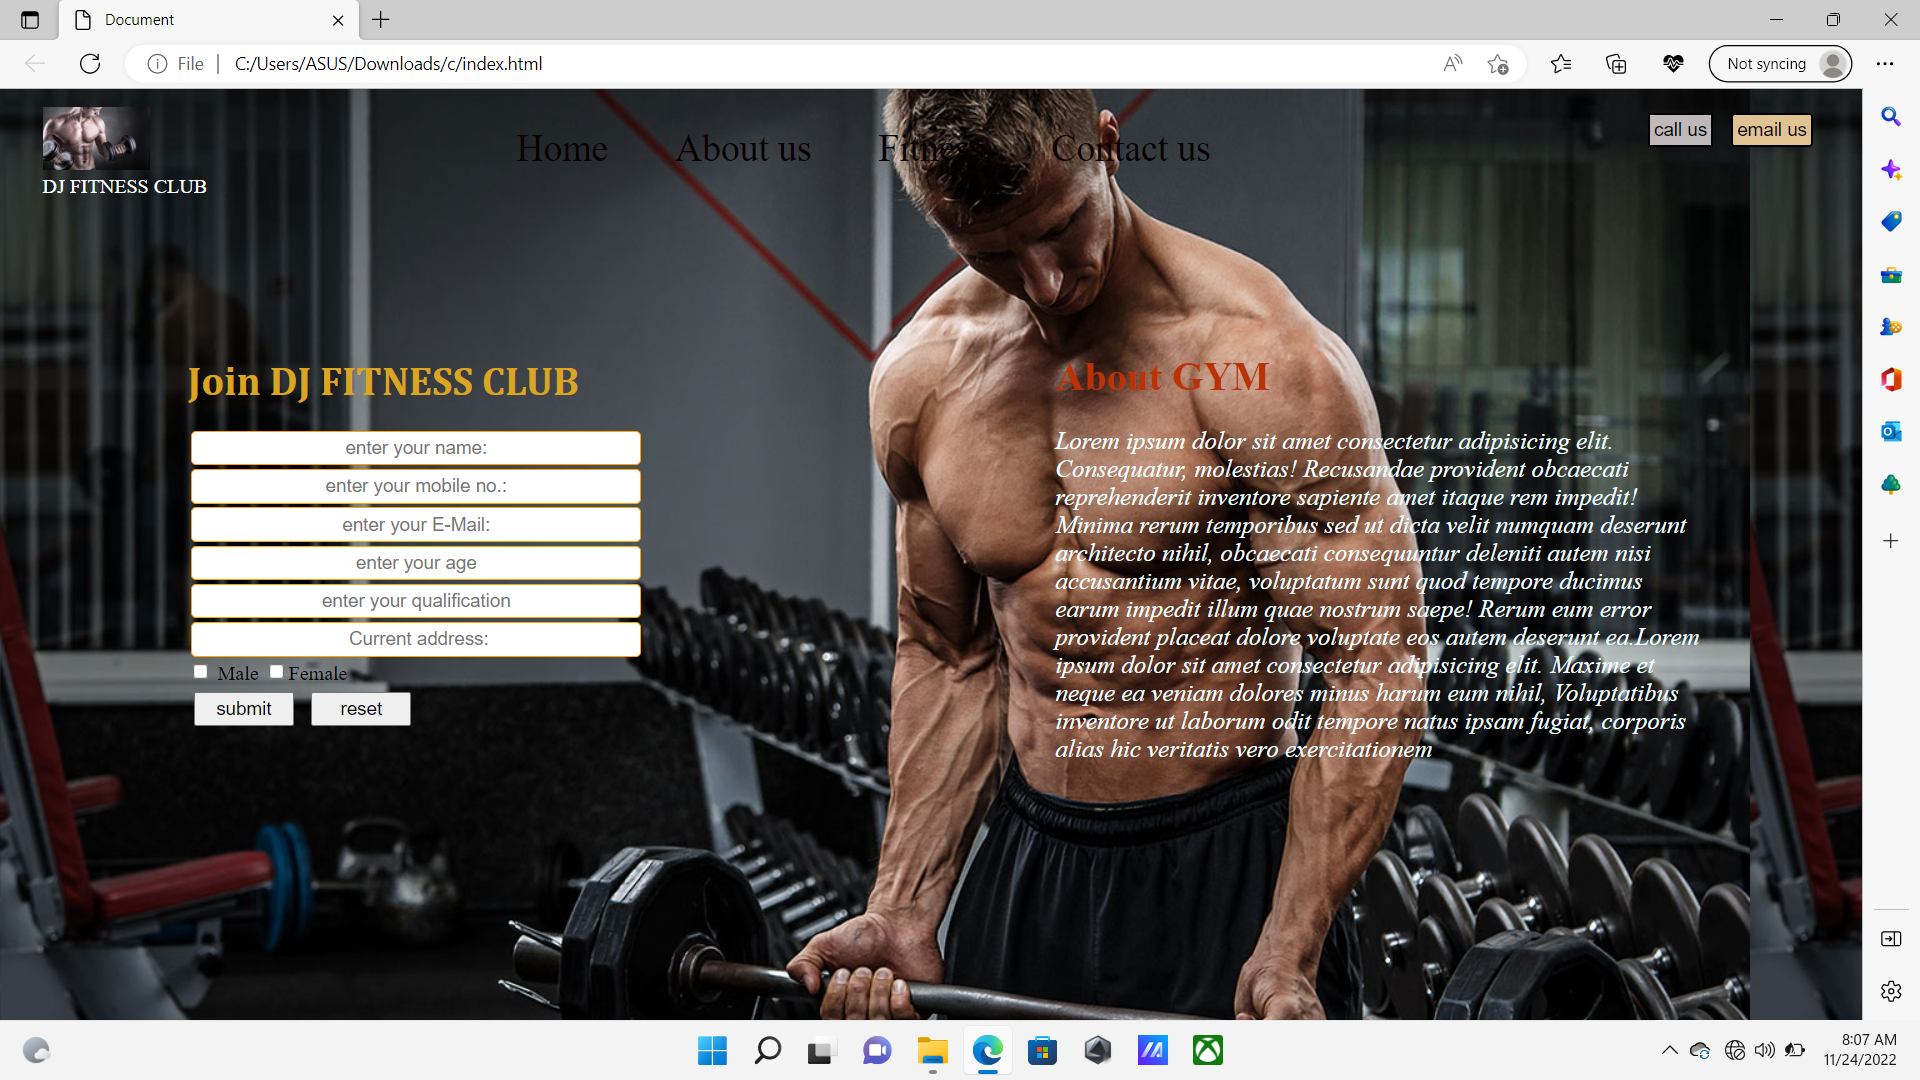 Document
File
C:/Users/ASUS/Downloads/c/index.html
Not syncing
Home About us Fitness Contact us
call us email us
DJ FITNESS CLUB
Join DJ FITNESS CLUB
enter your name:
enter your mobile no.:
enter your E-Mail:
enter your age
enter your qualification
Current address:
Male Female
submit reset
About GYM
Lorem ipsum dolor sit amet consectetur adipisicing elit.
Consequatur, molestias! Recusandae provident obcaecati
reprehenderit inventore sapiente amet itaque rem impedit!
Minima rerum temporibus sed ut dicta velit numquam deserunt
architecto nihil, obcaecati consequuntur deleniti autem nisi
accusantium vitae, voluptatum sunt quod tempore ducimus
earum impedit illum quae nostrum saepe! Rerum eum error
provident placeat dolore voluptate eos autem deserunt ea.Lorem
ipsum dolor sit amet consectetur adipisicing elit. Maxime et
neque ea veniam dolores minus harum eum nihil, Voluptatibus
inventore ut laborum odit tempore natus ipsam fugiat, corporis
alias hic veritatis vero exercitationem
8:07 AM
11/24/2022